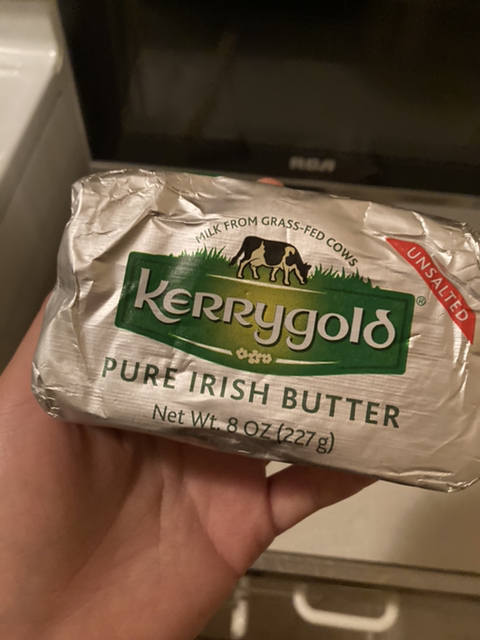 RCA
MILK FROM GRASS-FED COWS
UNSALTED
Kerrygold®
PURE IRISH BUTTER
Net Wt. 8 OZ (227g)